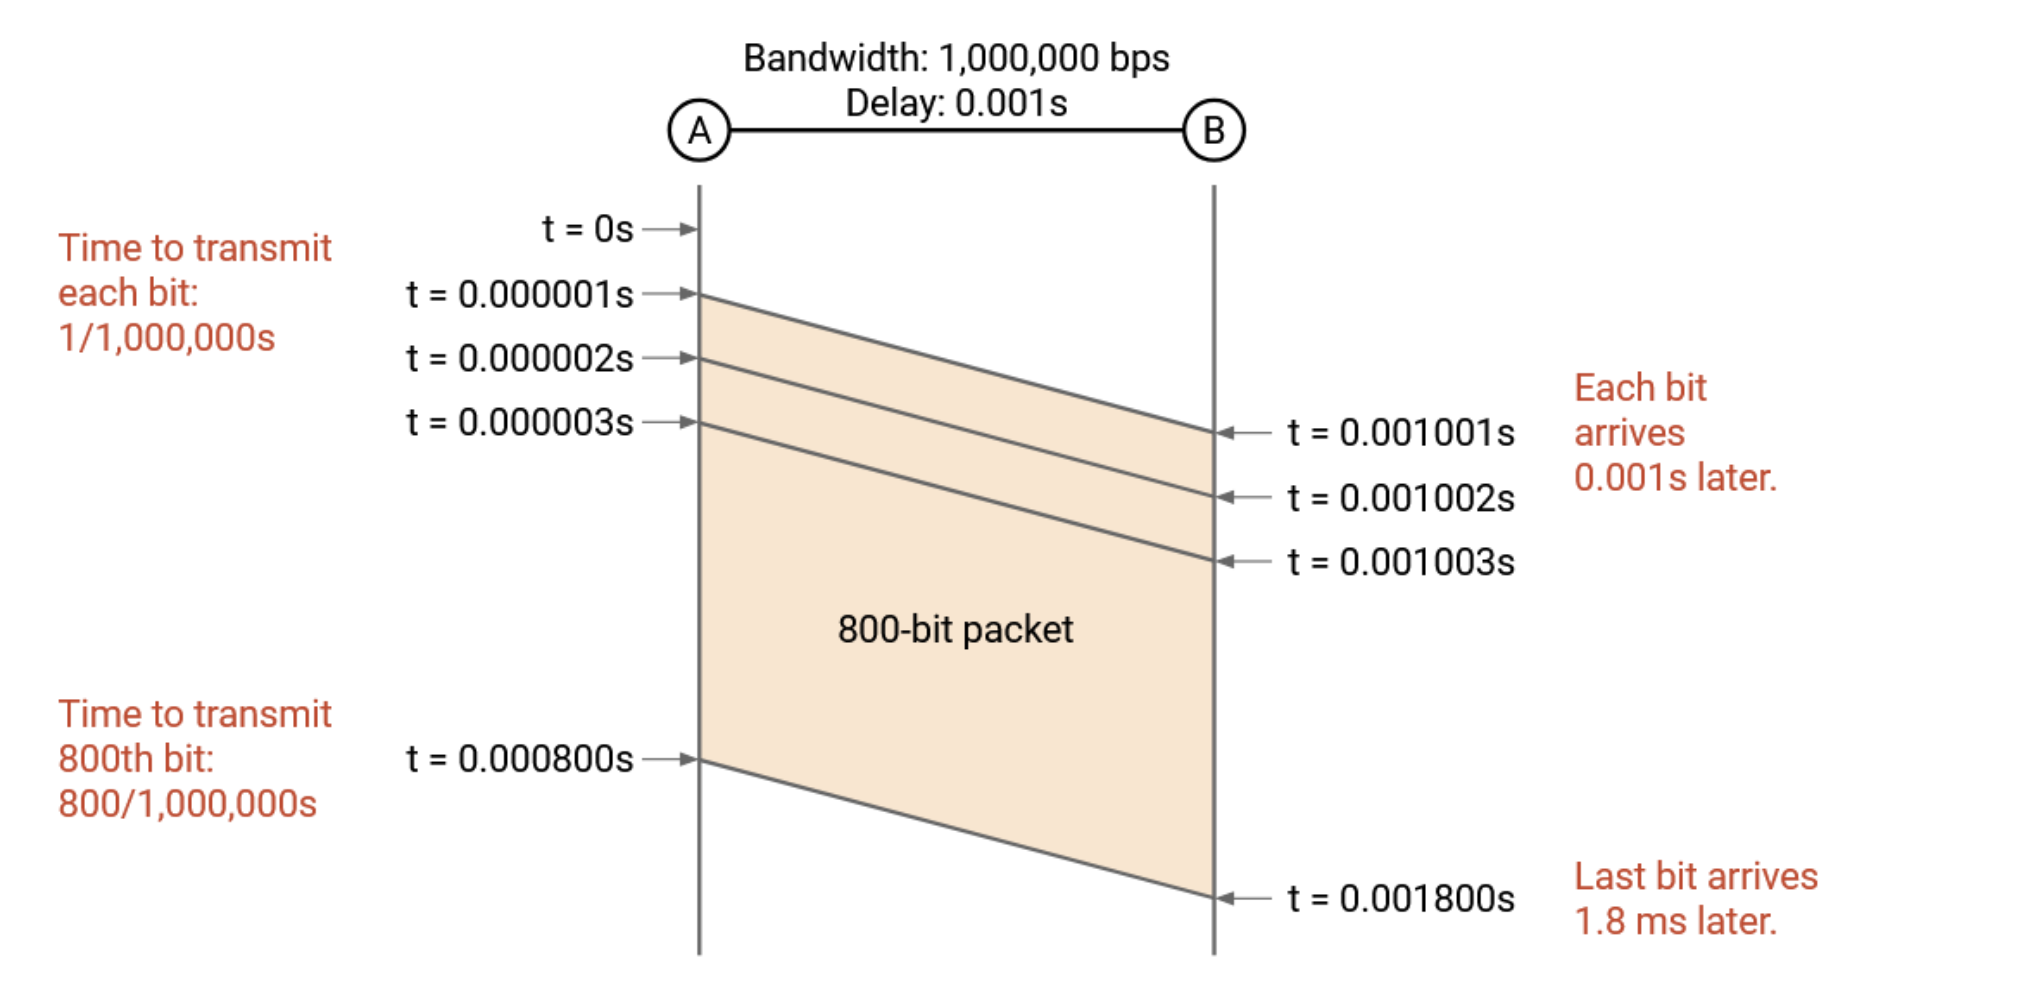 Bandwidth: 1,000,000 bps
Delay: 0.001s
A
B
t = 0s
Time to transmit
each bit:
1/1,000,000s
t = 0.000001s
t = 0.000002s
t = 0.000003s
Each bit
arrives
0.001s later.
t = 0.001001s
t = 0.001002s
t = 0.001003s
800-bit packet
Time to transmit
800th bit:
800/1,000,000s
t = 0.000800s
t = 0.001800s
Last bit arrives
1.8 ms later.